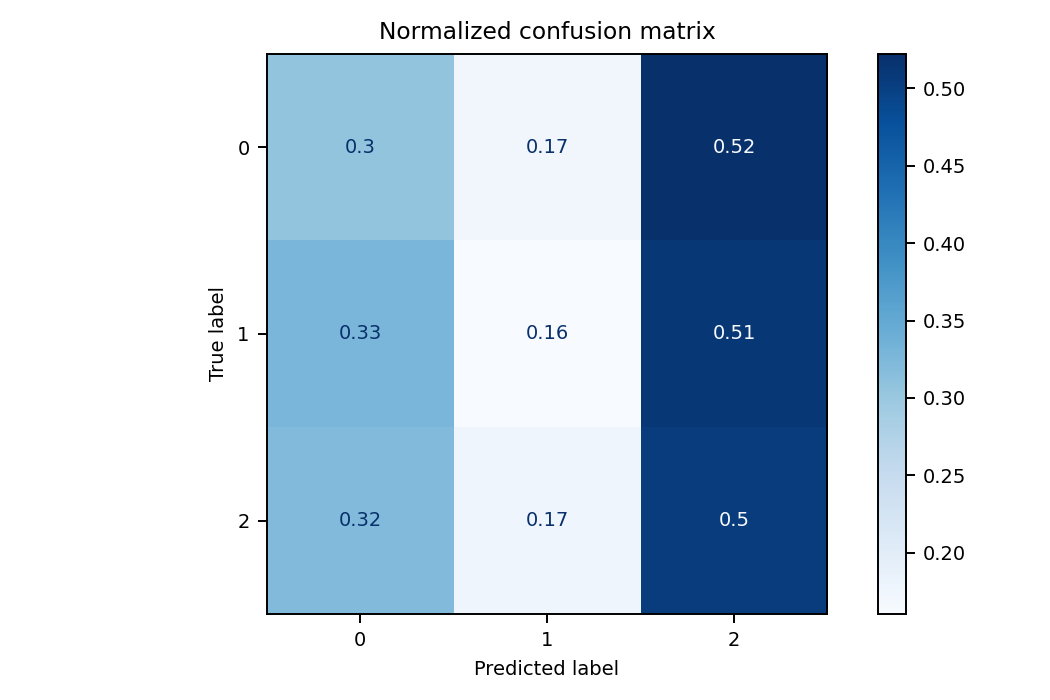 Normalized confusion matrix
0.3 0.17 0.52
0.33 0.16 0.51
0.32 0.17 0.5
0
1
2
True label
0 1 2
Predicted label
0.50
0.45
0.40
0.35
0.30
0.25
0.20